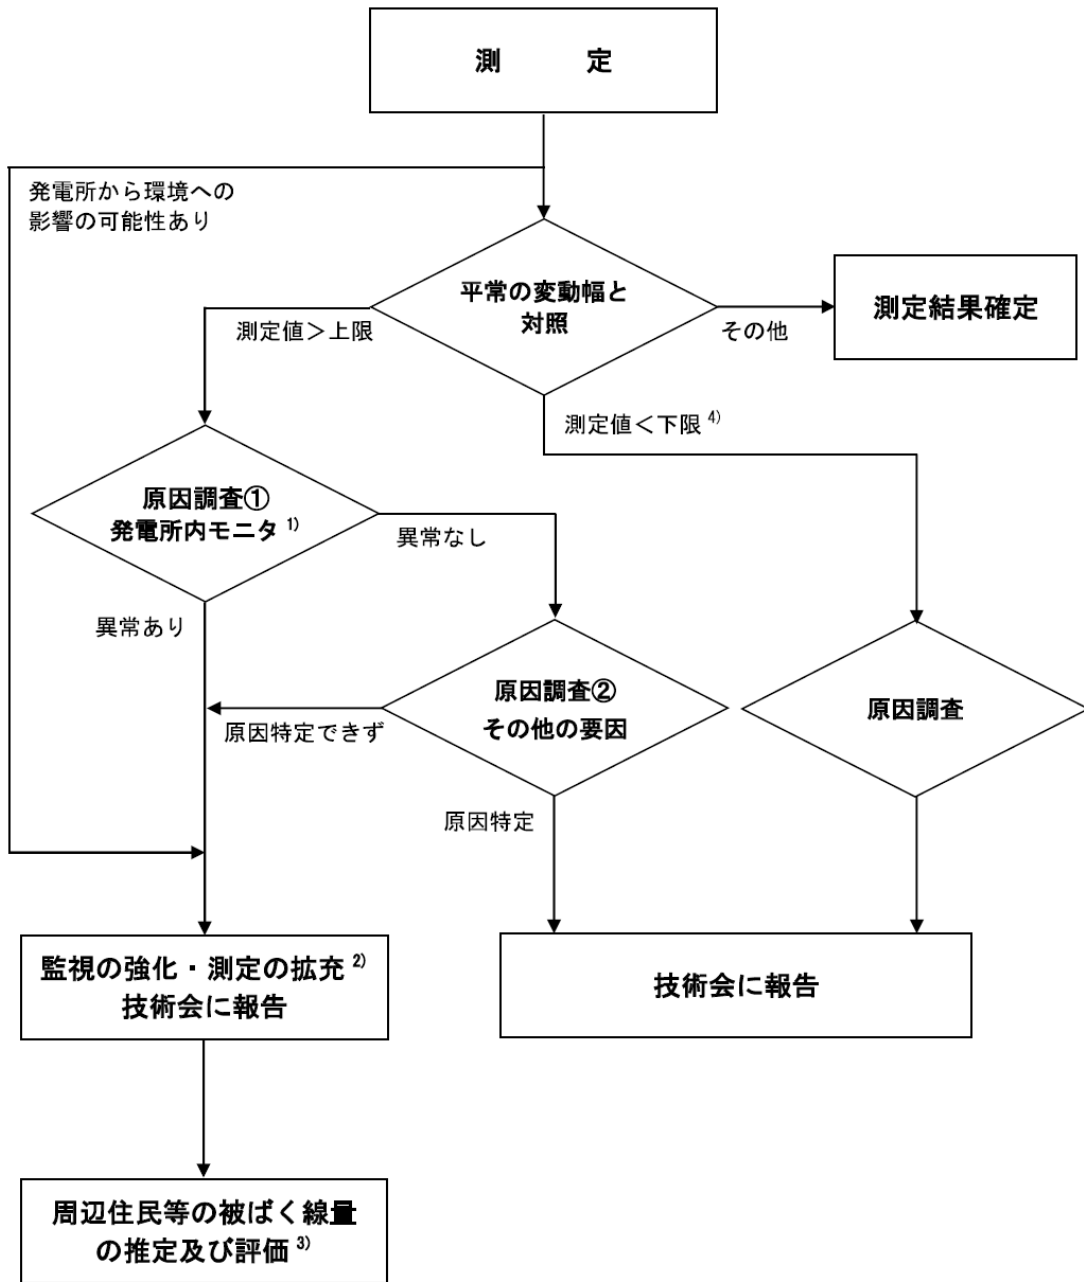 測　　　定
発電所から環境への
影響の可能性あり
平常の変動幅と
対照
測定結果確定
測定値＞上限
その他
測定値＜下限 4)
原因調査①
発電所内モニタ 1)
異常なし
異常あり
原因調査②
その他の要因
原因調査
原因特定できず
原因特定
監視の強化・測定の拡充 2)
技術会に報告
技術会に報告
周辺住民等の被ばく線量
の推定及び評価 3)